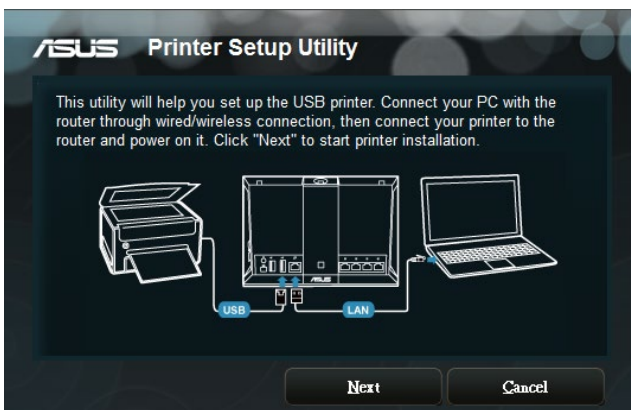 ASUS Printer Setup Utility
This utility will help you set up the USB printer. Connect your PC with the
router through wired/wireless connection, then connect your printer to the
router and power on it. Click "Next" to start printer installation.
ASUS
USB
LAN
Next
Cancel